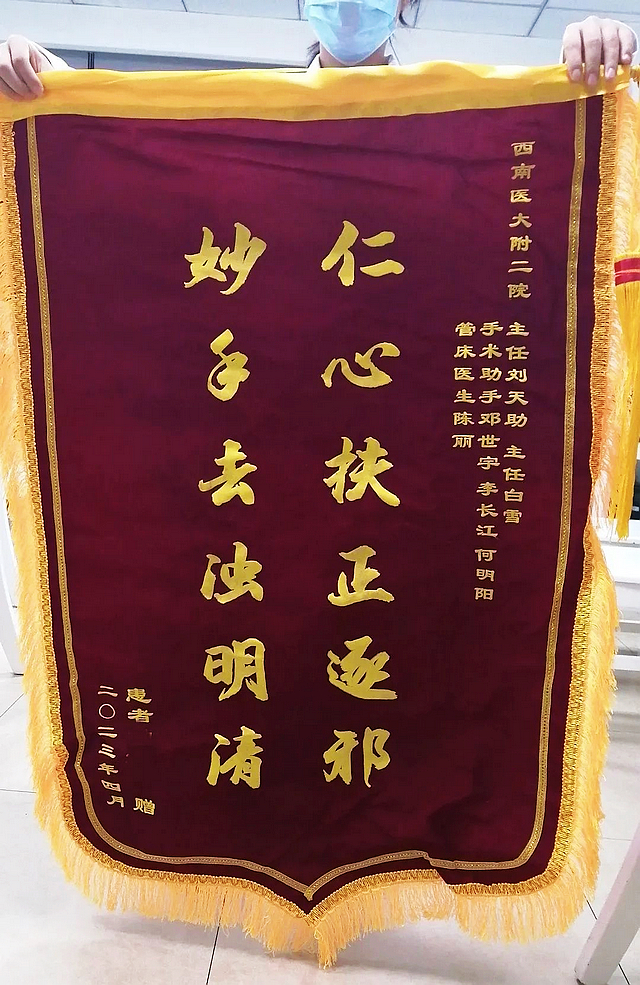 西南医大附二院
主任刘天助 主任白雪
手术助手邓世宇 李长江 何明阳
管床医生陈丽
仁心扶正逐邪
妙手去浊明清
患者 赠
二〇二三年四月